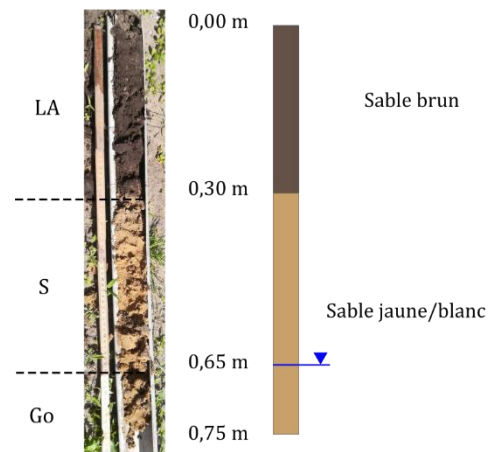 0,00 m
LA
Sable brun
0,30 m
S
Sable jaune/blanc
0,65 m
Go
0,75 m